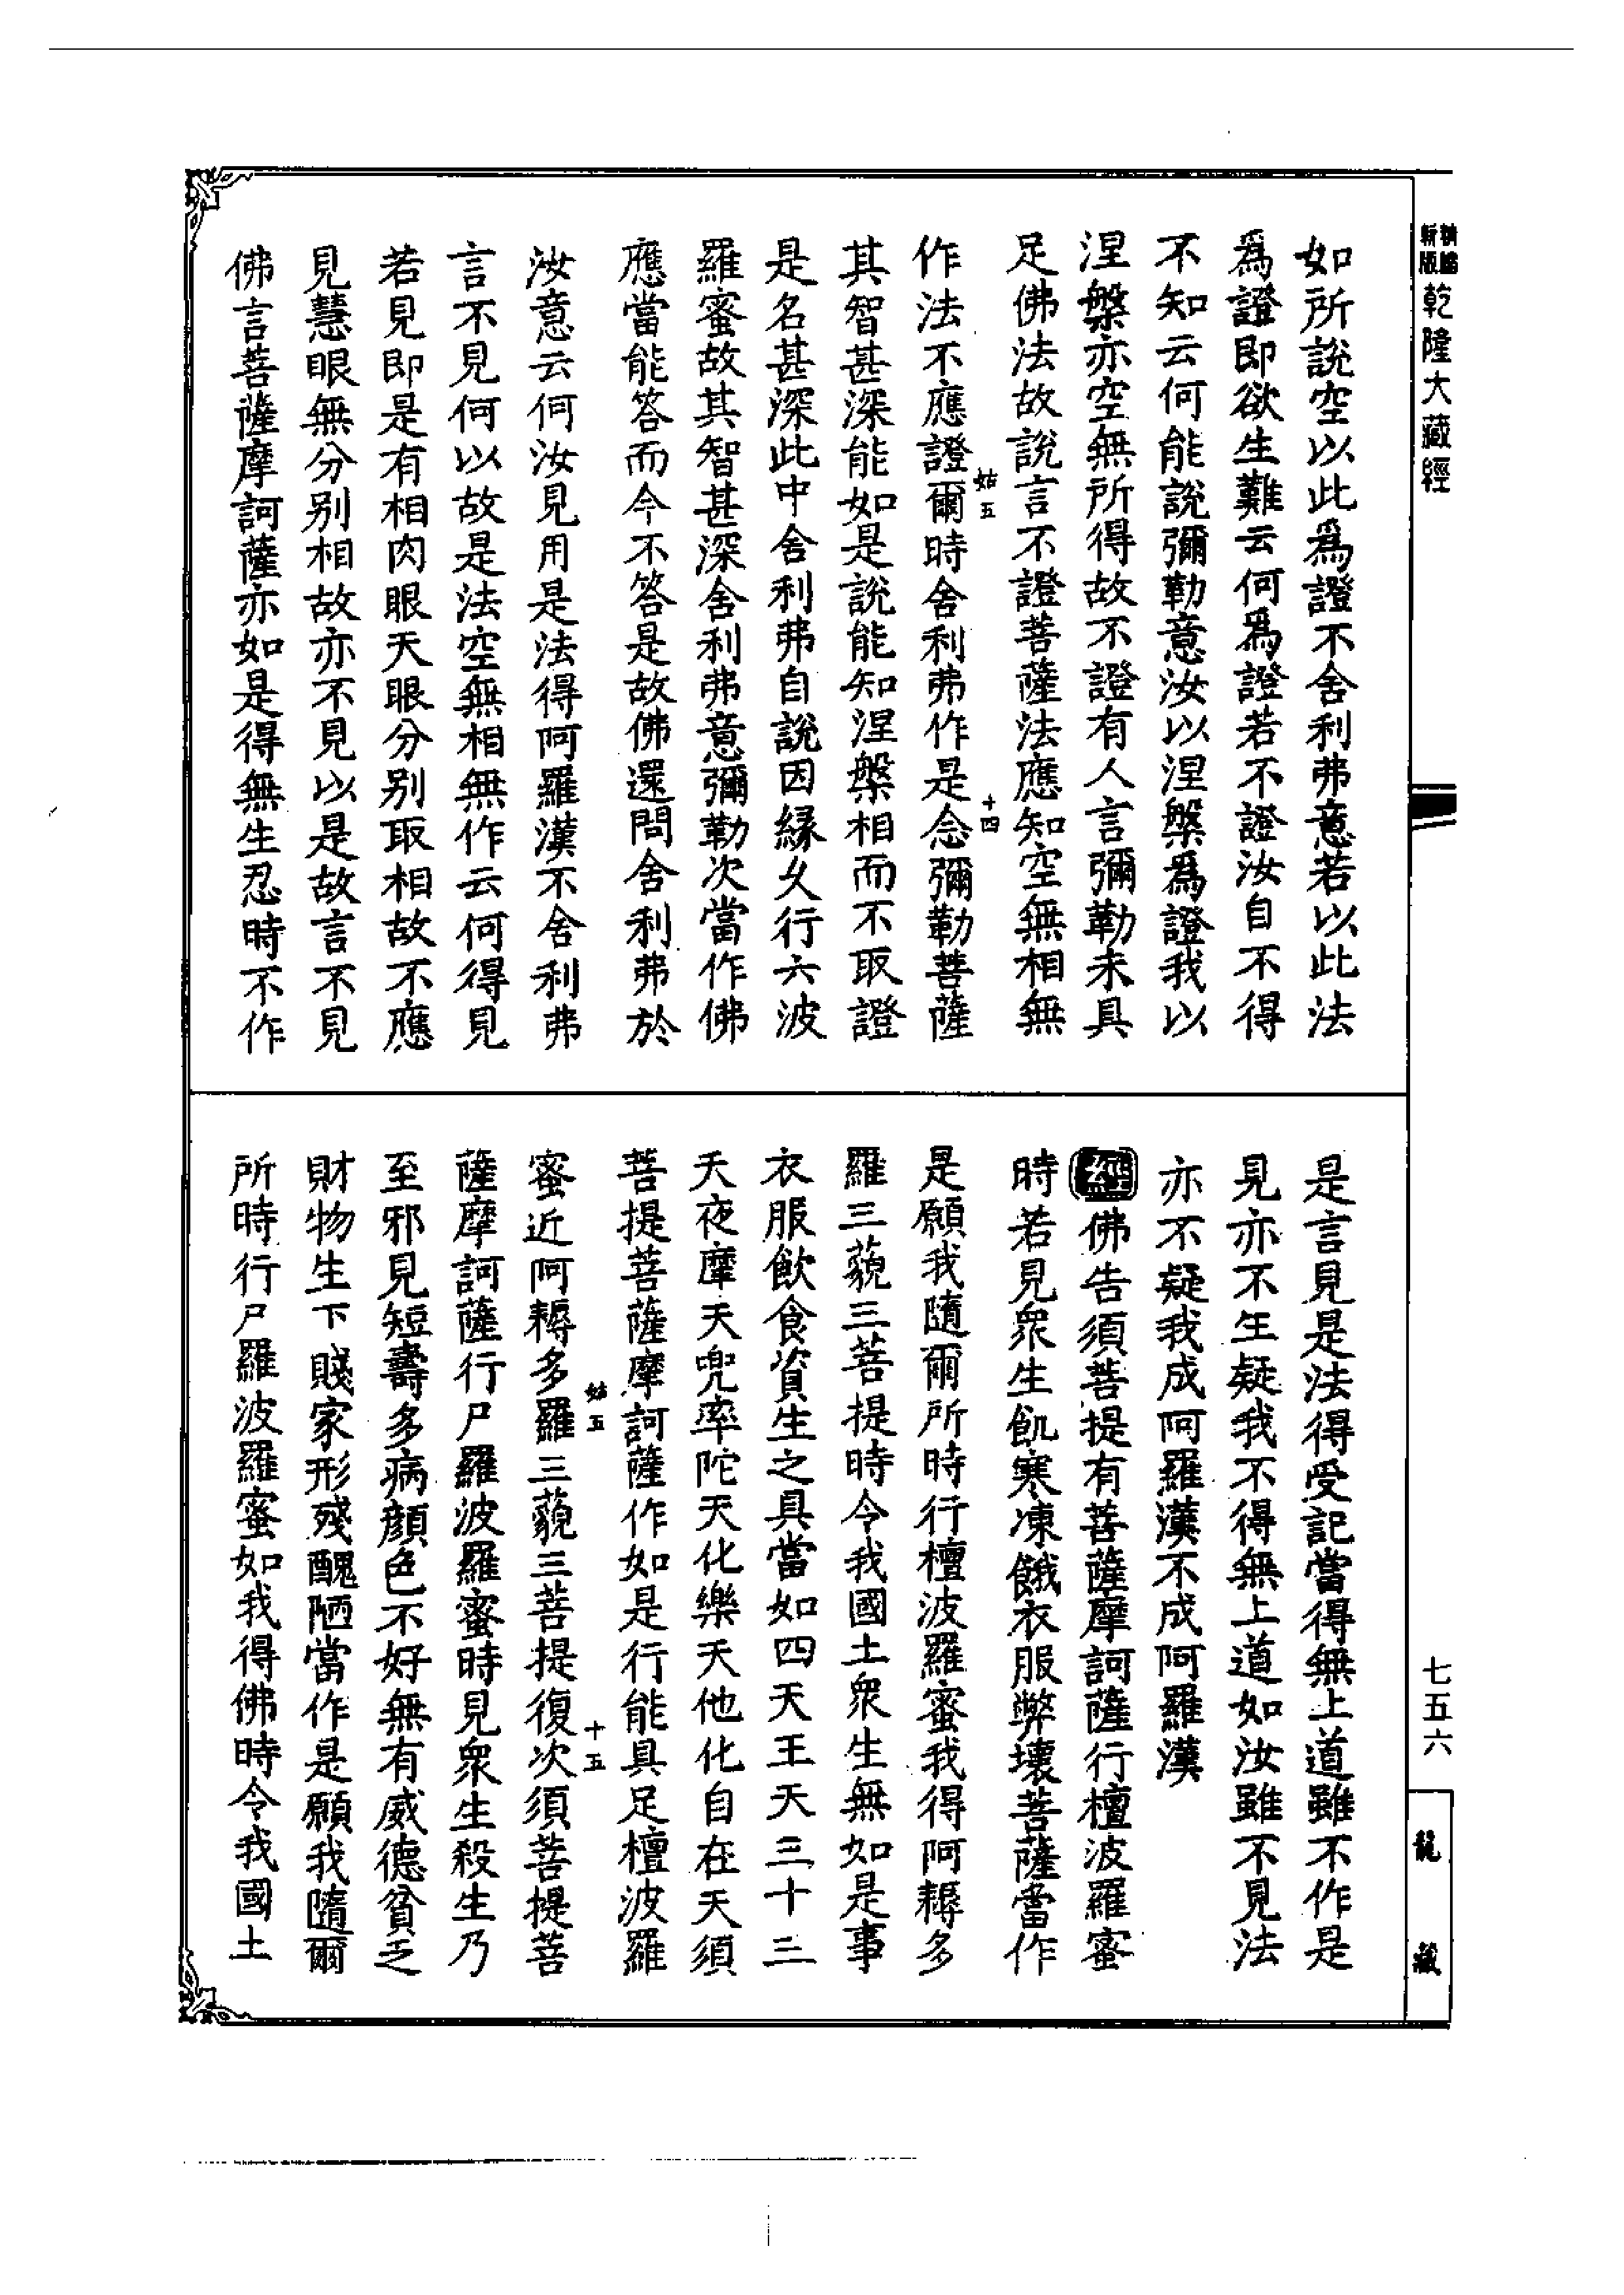 精編
新版
乾隆大藏經
如所說空以此爲證不舍利弗意若以此法
爲證即欲生難云何爲證若不證汝自不得
不知云何能說彌勒意汝以涅槃爲證我以
涅槃亦空無所得故不證有人言彌勒未具
足佛法故說言不證菩薩法應知空無相無
姑五
十四
作法不應證爾時舍利弗作是念彌勒菩薩
其智甚深能如是說能知涅槃相而不取證
是名甚深此中舍利弗自說因緣久行六波
羅蜜故其智甚深舍利弗意彌勒次當作佛
應當能答而今不答是故佛還問舍利弗於
汝意云何汝見用是法得阿羅漢不舍利弗
言不見何以故是法空無相無作云何得見
若見即是有相肉眼天眼分別取相故不應
見慧眼無分別相故亦不見以是故言不見
佛言菩薩摩訶薩亦如是得無生忍時不作
是言見是法得受記當得無上道雖不作是
見亦不生疑我不得無上道如汝雖不見法
亦不疑我成阿羅漢不成阿羅漢
經佛告須菩提有菩薩摩訶薩行檀波羅蜜
時若見衆生飢寒凍餓衣服弊壞菩薩當作
是願我隨爾所時行檀波羅蜜我得阿耨多
羅三藐三菩提時令我國土衆生無如是事
衣服飲食資生之具當如四天王天三十三
天夜摩天兜率陀天化樂天他化自在天須
菩提菩薩摩訶薩作如是行能具足檀波羅
姑五
十五
蜜近阿耨多羅三藐三菩提復次須菩提菩
薩摩訶薩行尸羅波羅蜜時見衆生殺生乃
至邪見短壽多病顏色不好無有威德貧乏
財物生下賤家形殘醜陋當作是願我隨爾
所時行尸羅波羅蜜如我得佛時令我國土
七五六
龍藏